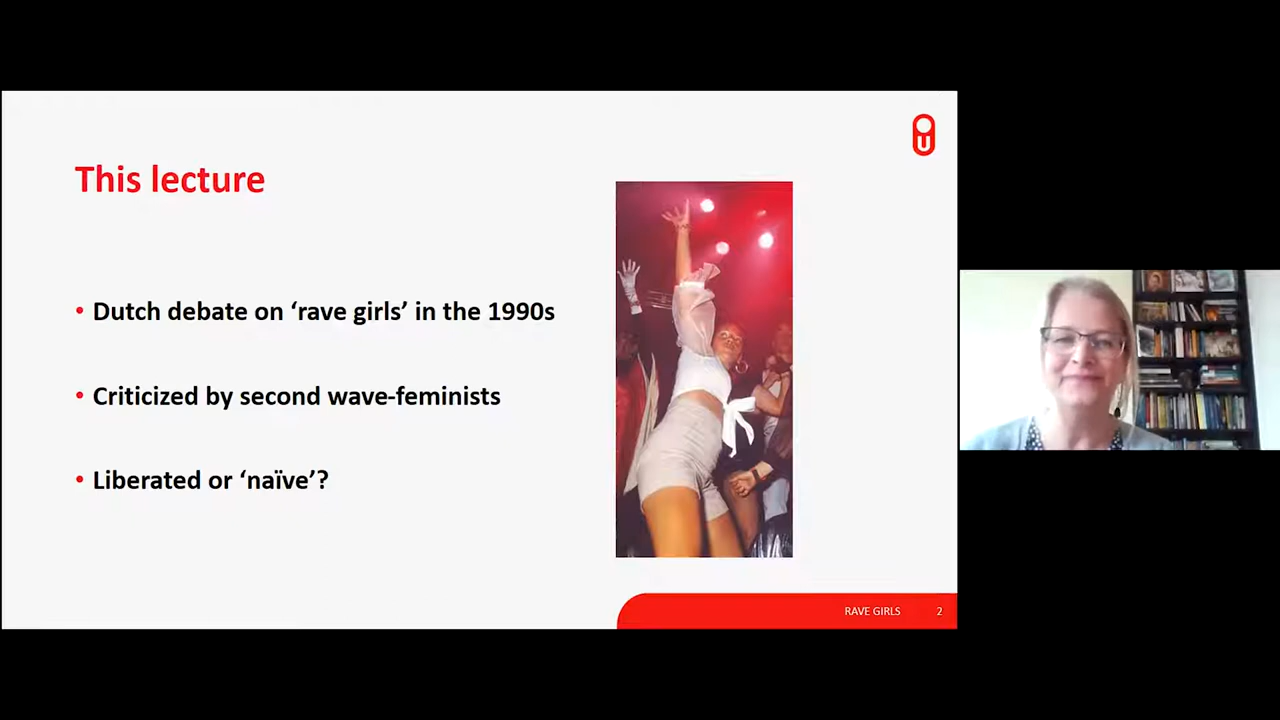 This lecture
• Dutch debate on ‘rave girls’ in the 1990s
• Criticized by second wave-feminists
• Liberated or ‘naïve’?
RAVE GIRLS 2